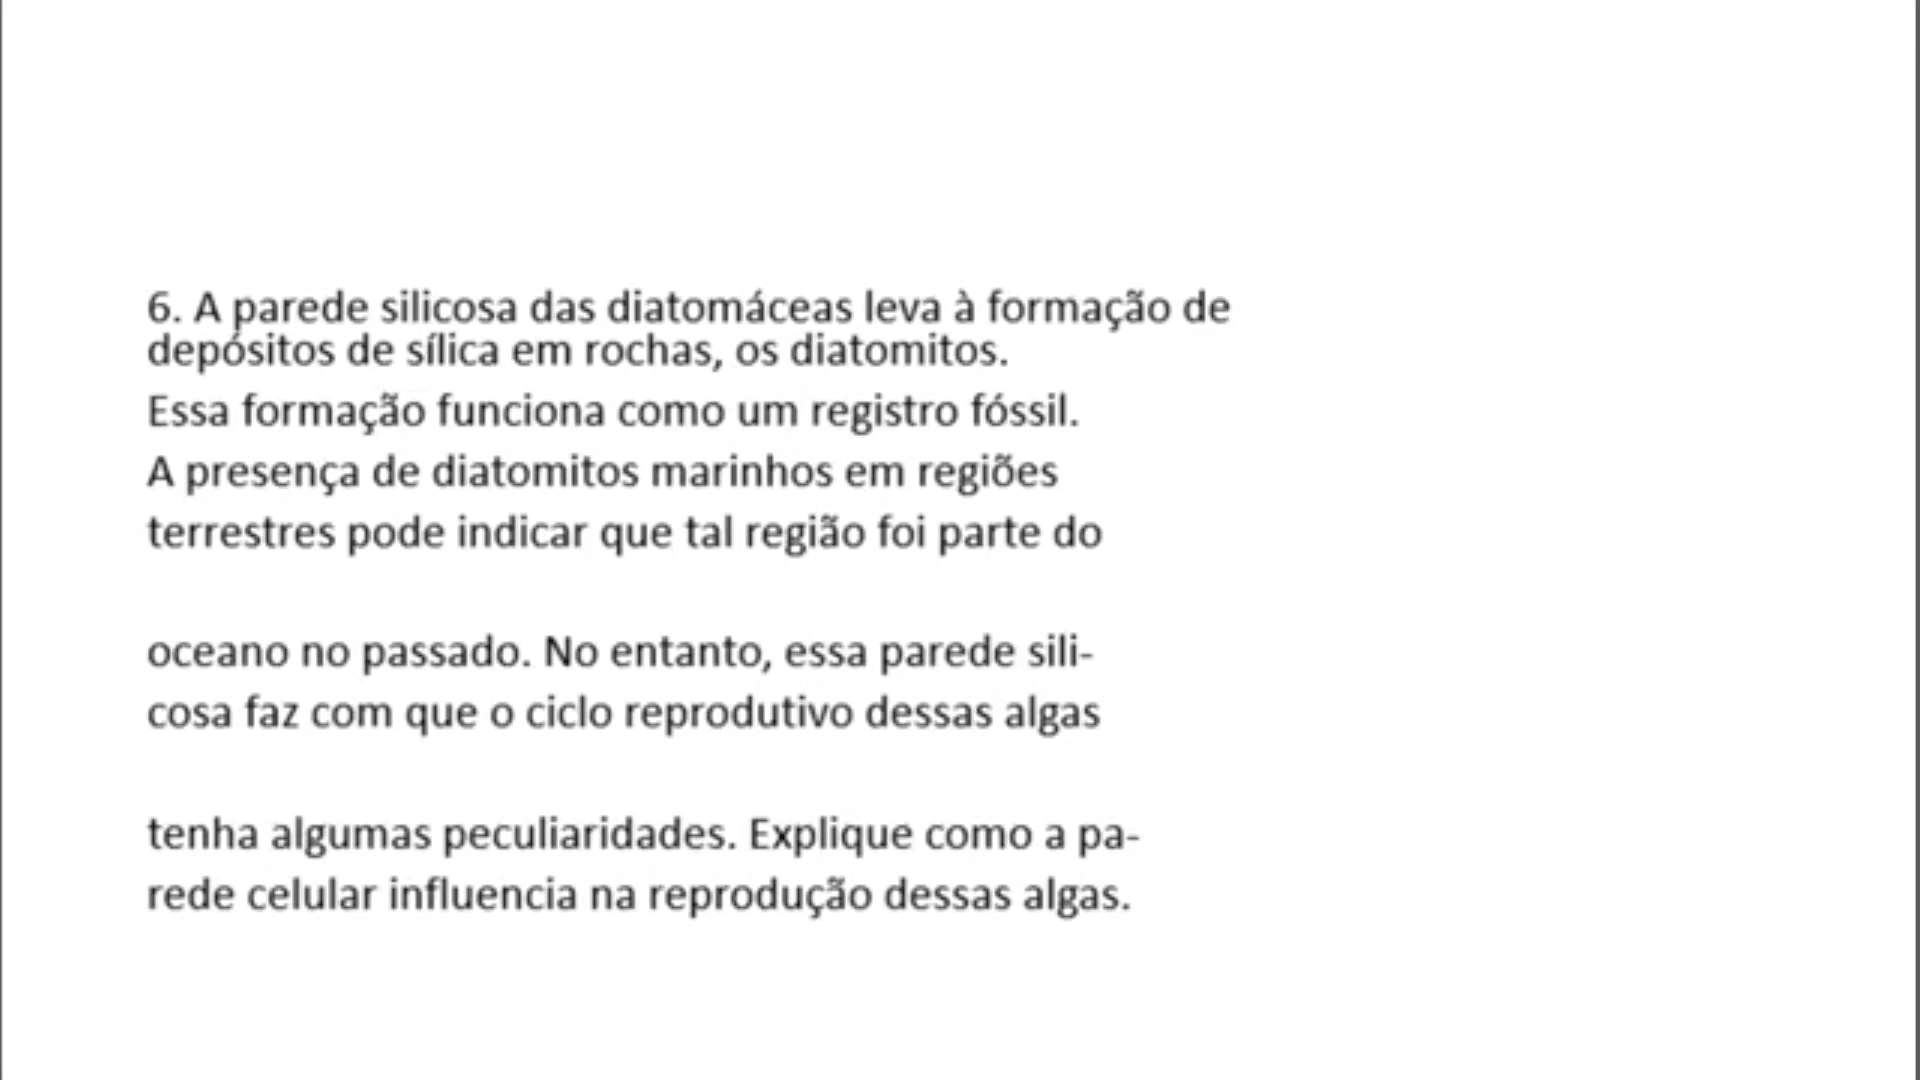 6. A parede silicosa das diatomáceas leva à formação de
depósitos de sílica em rochas, os diatomitos.
Essa formação funciona como um registro fóssil.
A presença de diatomitos marinhos em regiões
terrestres pode indicar que tal região foi parte do
oceano no passado. No entanto, essa parede sili-
cosa faz com que o ciclo reprodutivo dessas algas
tenha algumas peculiaridades. Explique como a pa-
rede celular influencia na reprodução dessas algas.